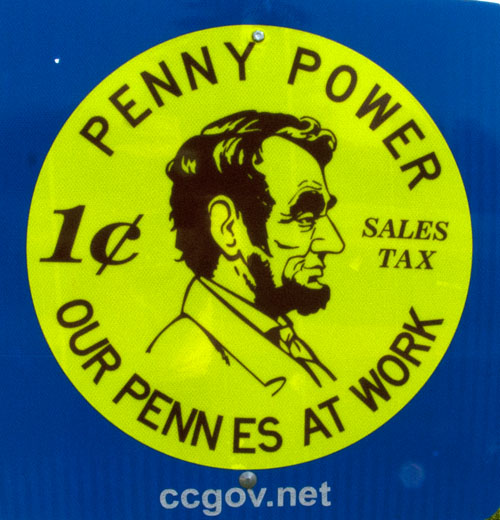 PENNY POWER
1¢
SALES
TAX
OUR PENN ES AT WORK
ccgov.net